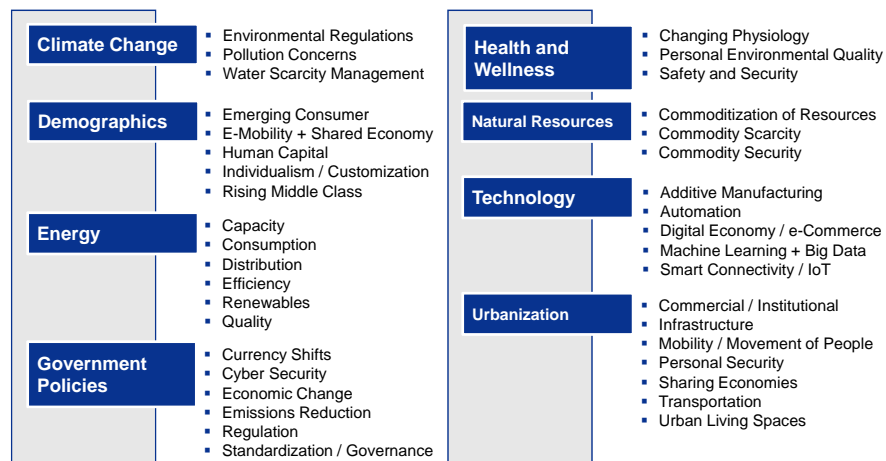 Climate Change
Environmental Regulations
Pollution Concerns
Water Scarcity Management
Demographics
Emerging Consumer
E-Mobility + Shared Economy
Human Capital
Individualism / Customization
Rising Middle Class
Energy
Capacity
Consumption
Distribution
Efficiency
Renewables
Quality
Government
Policies
Currency Shifts
Cyber Security
Economic Change
Emissions Reduction
Regulation
Standardization / Governance
Health and
Wellness
Changing Physiology
Personal Environmental Quality
Safety and Security
Natural Resources
Commoditization of Resources
Commodity Scarcity
Commodity Security
Technology
Additive Manufacturing
Automation
Digital Economy / e-Commerce
Machine Learning + Big Data
Smart Connectivity / IoT
Urbanization
Commercial / Institutional
Infrastructure
Mobility / Movement of People
Personal Security
Sharing Economies
Transportation
Urban Living Spaces